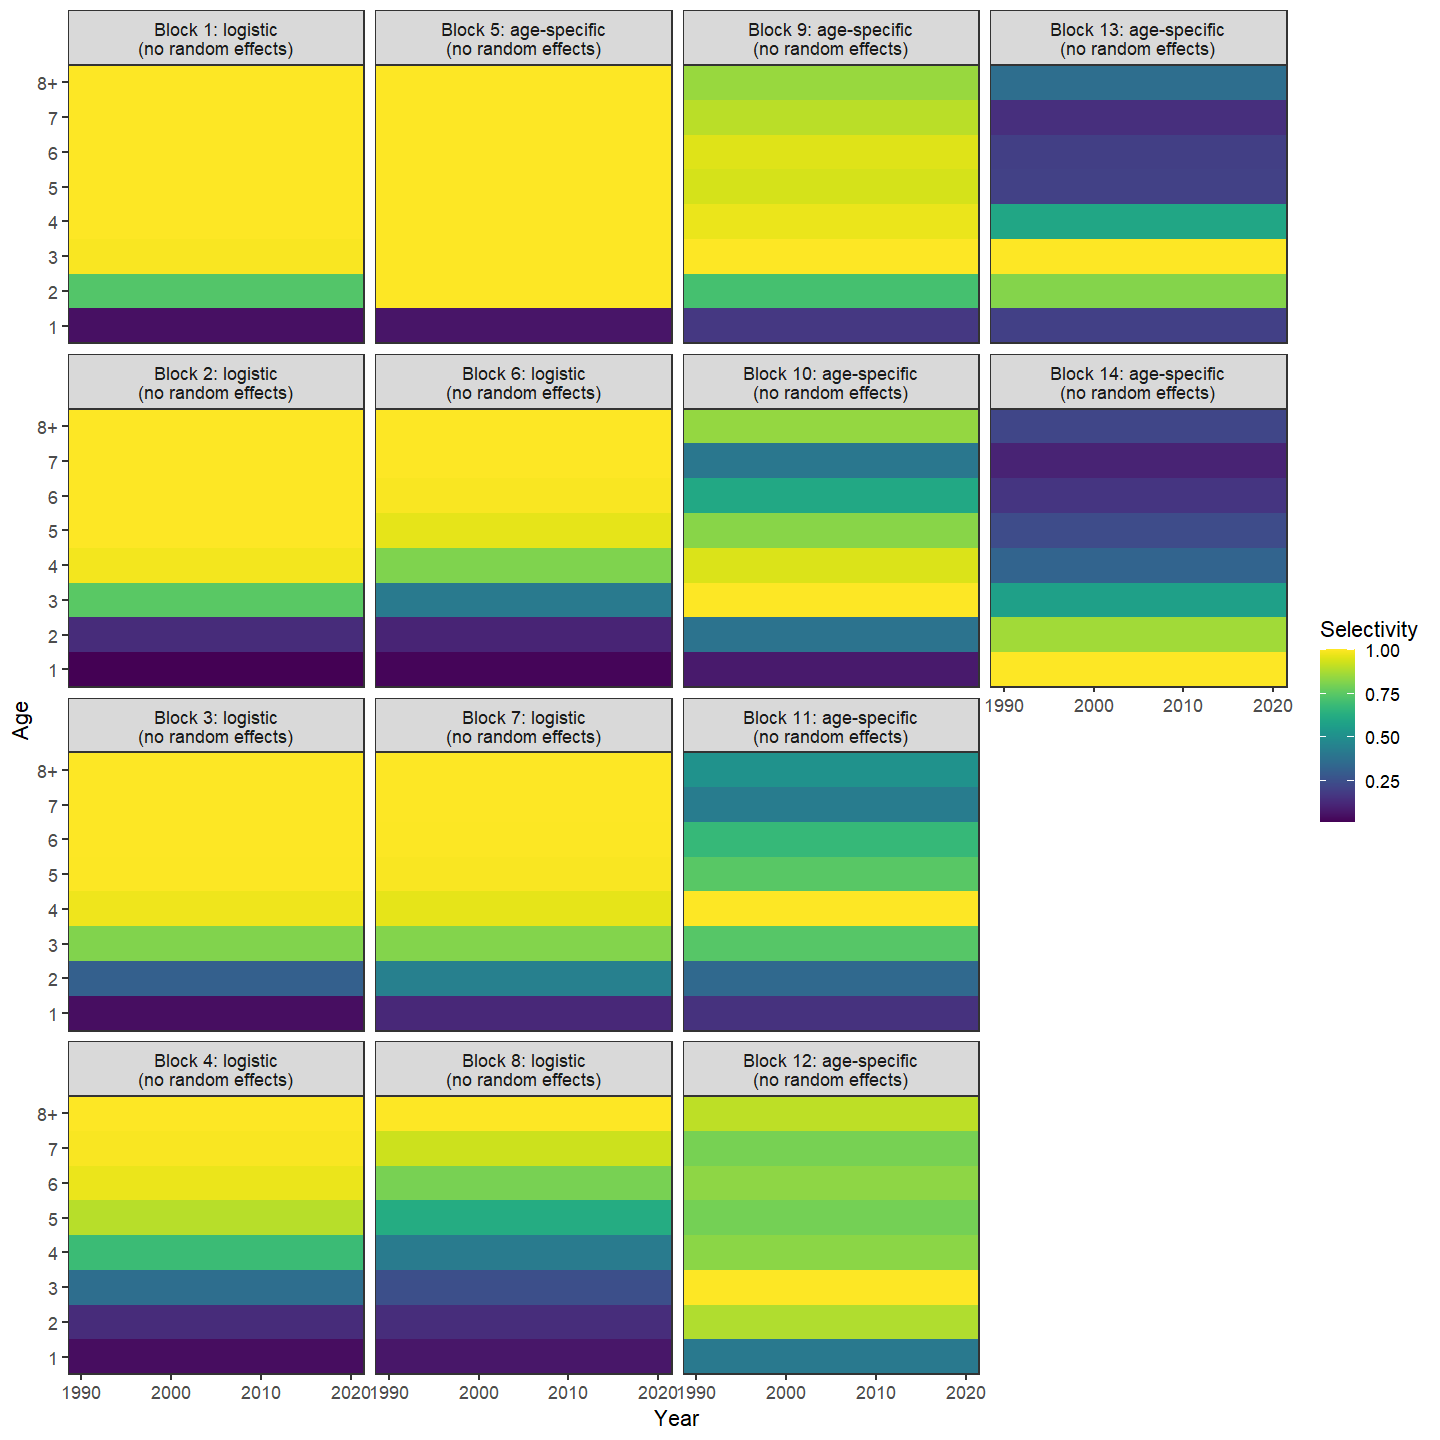 Block 1: logistic
(no random effects)
Block 5: age-specific
(no random effects)
Block 9: age-specific
(no random effects)
Block 13: age-specific
(no random effects)
8+
7
6
5
4
3
2
1
Block 2: logistic
(no random effects)
Block 6: logistic
(no random effects)
Block 10: age-specific
(no random effects)
Block 14: age-specific
(no random effects)
8+
7
6
5
4
3
2
1
1990 2000 2010 2020
Block 3: logistic
(no random effects)
Block 7: logistic
(no random effects)
Block 11: age-specific
(no random effects)
8+
7
6
5
4
3
2
1
Block 4: logistic
(no random effects)
Block 8: logistic
(no random effects)
Block 12: age-specific
(no random effects)
8+
7
6
5
4
3
2
1
1990 2000 2010 2020
1990 2000 2010 2020
1990 2000 2010 2020
Age
Year
Selectivity
1.00
0.75
0.50
0.25